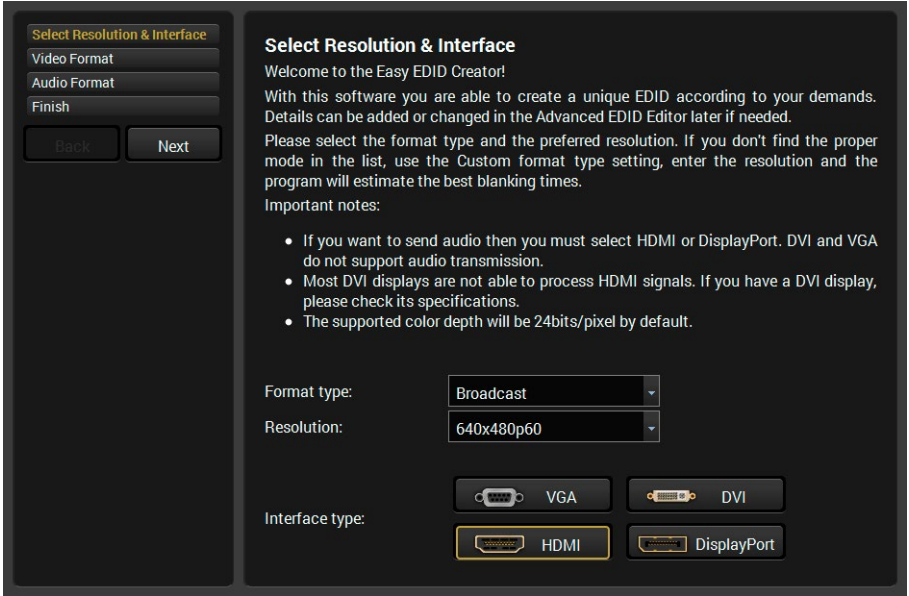 Select Resolution & Interface
Video Format
Audio Format
Finish
Back
Next
Select Resolution & Interface
Welcome to the Easy EDID Creator!
With this software you are able to create a unique EDID according to your demands.
Details can be added or changed in the Advanced EDID Editor later if needed.
Please select the format type and the preferred resolution. If you don't find the proper
mode in the list, use the Custom format type setting, enter the resolution and the
program will estimate the best blanking times.
Important notes:
• If you want to send audio then you must select HDMI or DisplayPort. DVI and VGA
do not support audio transmission.
• Most DVI displays are not able to process HDMI signals. If you have a DVI display,
please check its specifications.
• The supported color depth will be 24bits/pixel by default.
Format type:
Broadcast
Resolution:
640x480p60
Interface type:
VGA
DVI
HDMI
DisplayPort